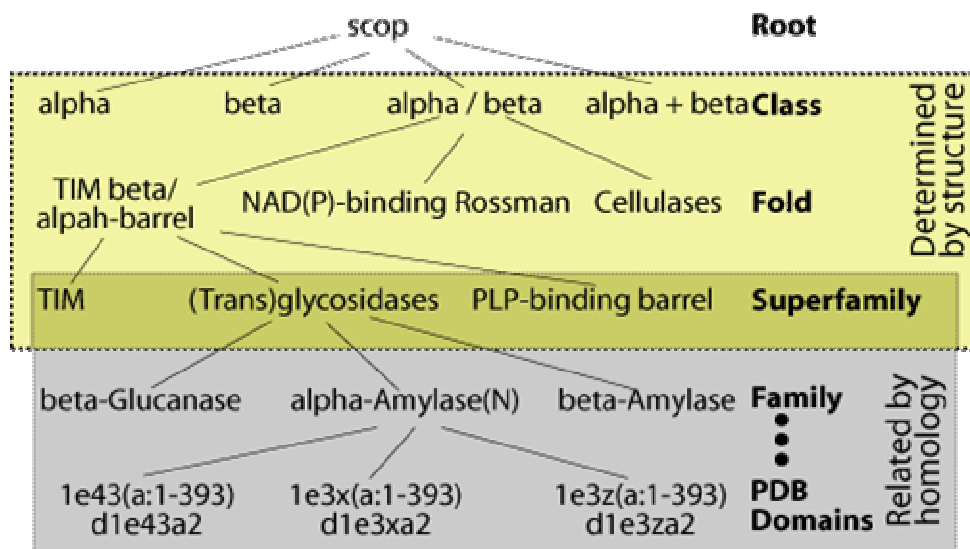 scop Root
alpha beta alpha / beta alpha + beta Class
TIM beta/
alpah-barrel NAD(P)-binding Rossman Cellulases Fold
Determined
by structure
TIM (Trans)glycosidases PLP-binding barrel Superfamily
beta-Glucanase alpha-Amylase(N) beta-Amylase Family
Related by
homology
1e43(a:1-393) 1e3x(a:1-393) 1e3z(a:1-393) PDB
d1e43a2 d1e3xa2 d1e3za2 Domains